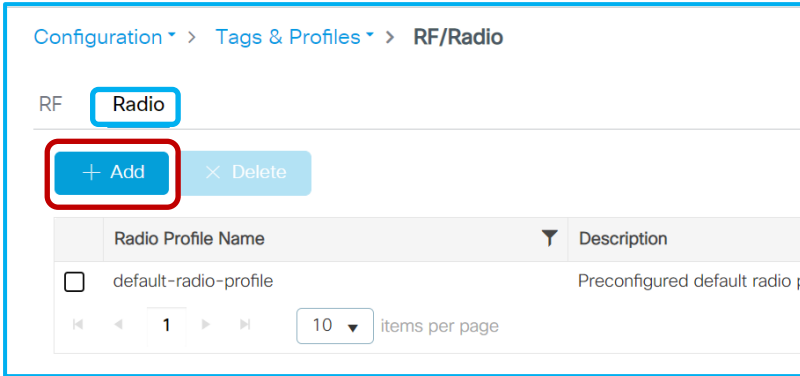 Configuration > Tags & Profiles > RF/Radio
RF Radio
+ Add × Delete
Radio Profile Name Description
default-radio-profile Preconfigured default radio
1 10 items per page